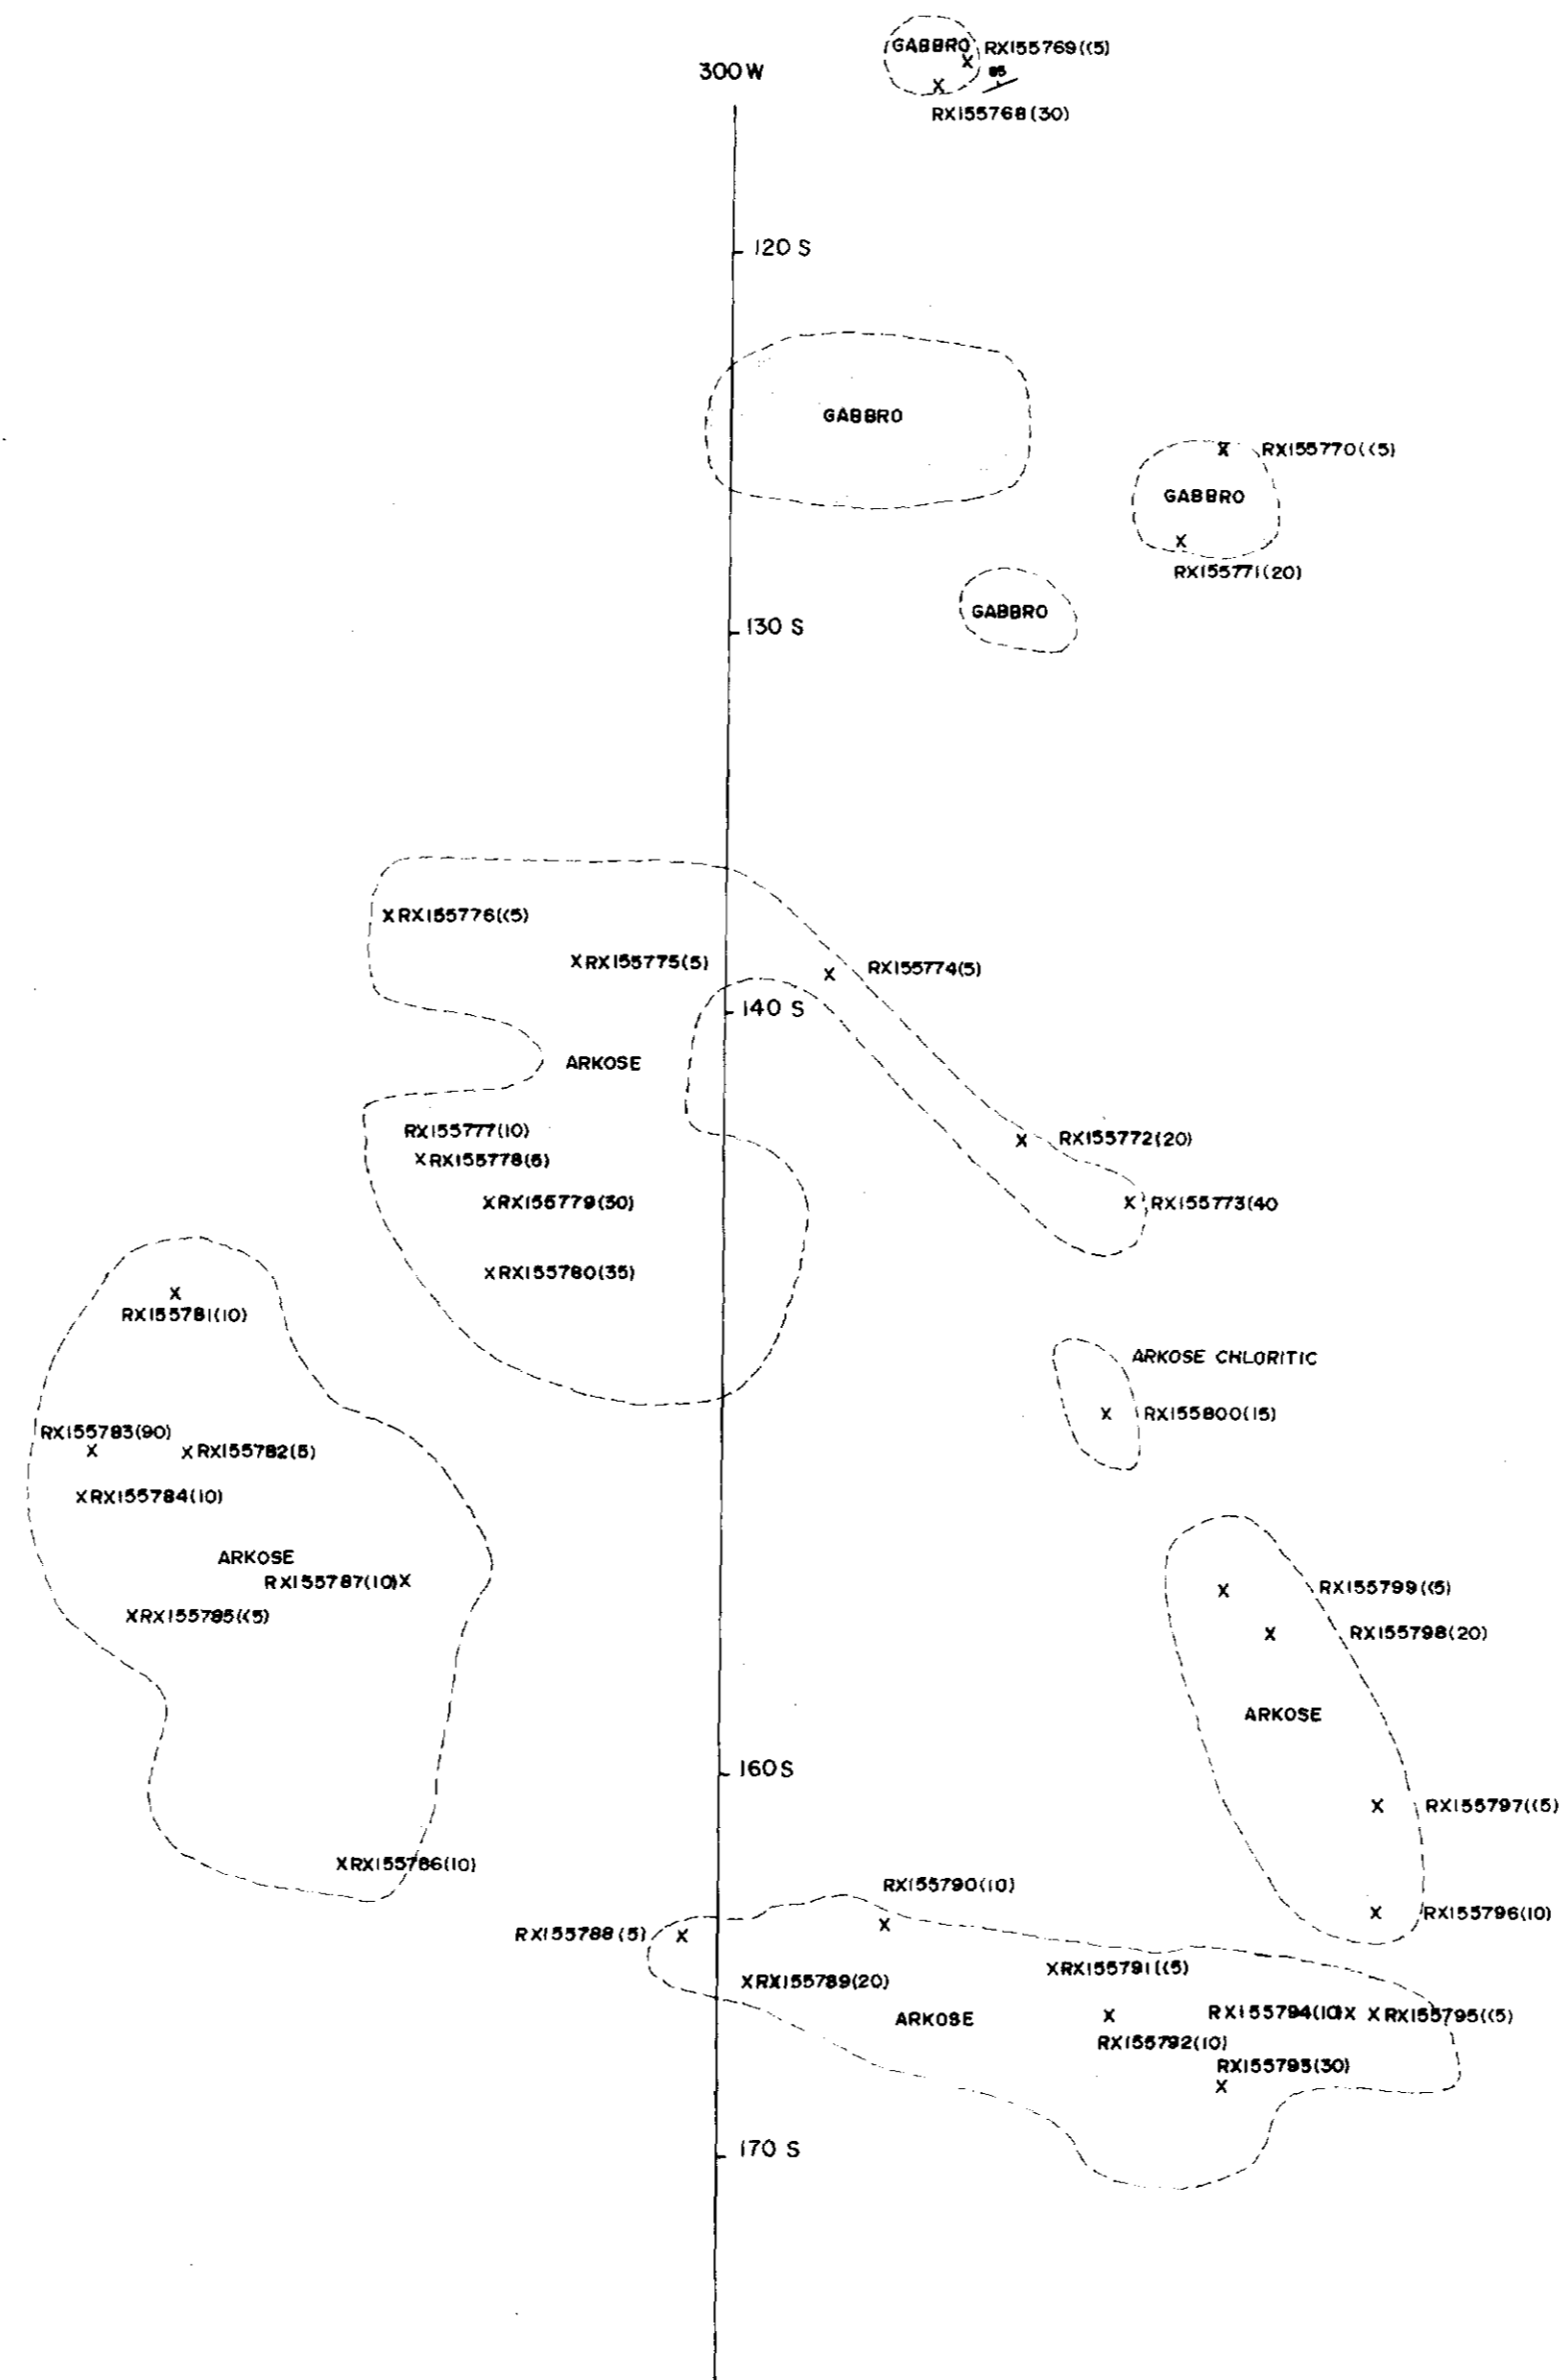 GABBRO
RX155769(<5)
300 W
85
RX155768(30)
120 S
GABBRO
RX155770(<5)
GABBRO
RX155771(20)
GABBRO
130 S
XRX155776(<5)
XRX155775(5)
RX155774(5)
140 S
ARKOSE
RX155777(10)
XRX155778(5)
RX155772(20)
XRX155779(30)
X RX155773(40
XRX155780(35)
RX155781(10)
ARKOSE CHLORITIC
RX155800(15)
RX155783(90)
XRX155782(5)
XRX155784(10)
ARKOSE
RX155787(10)X
RX155799(<5)
XRX155785(<5)
RX155798(20)
ARKOSE
160 S
RX155797(<5)
XRX155786(10)
RX155790(10)
RX155796(10)
RX155788(5)
XRX155791(<5)
XRX155789(20)
ARKOSE
RX155794(10)X
XRX155795(<5)
RX155792(10)
RX155793(30)
170 S